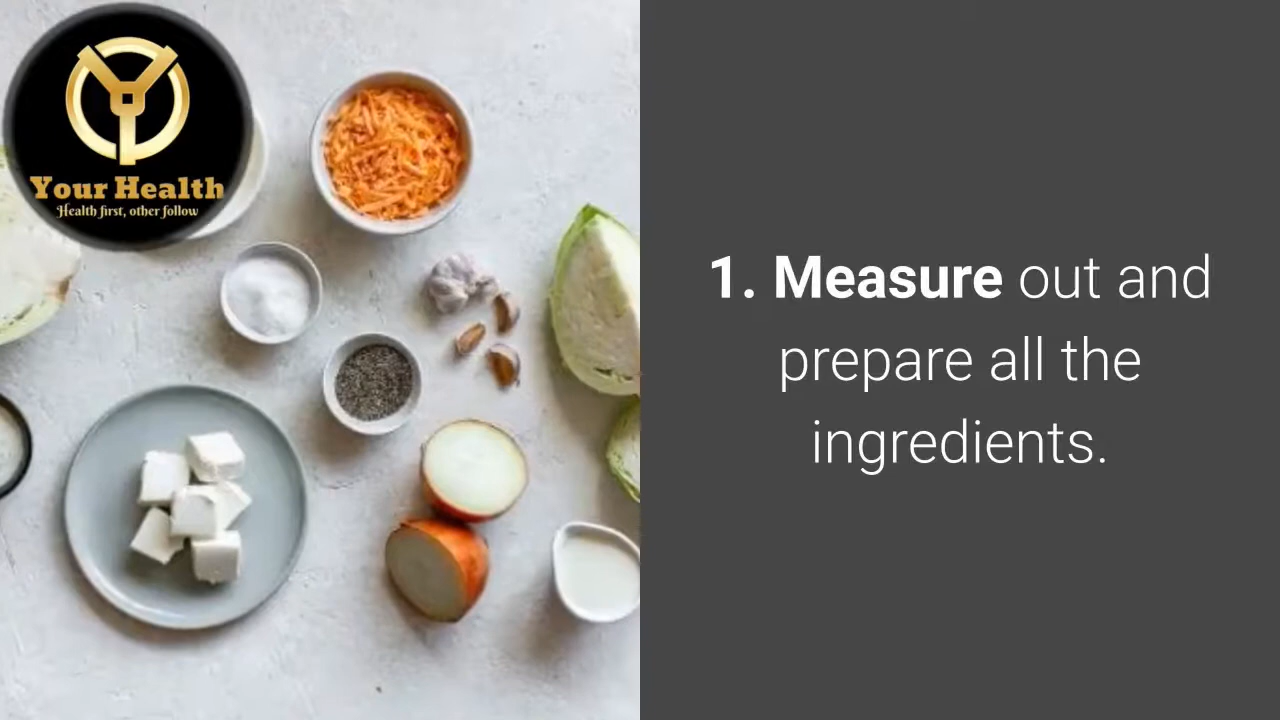 Your Health
Health first, other follow
1. Measure out and
prepare all the
ingredients.